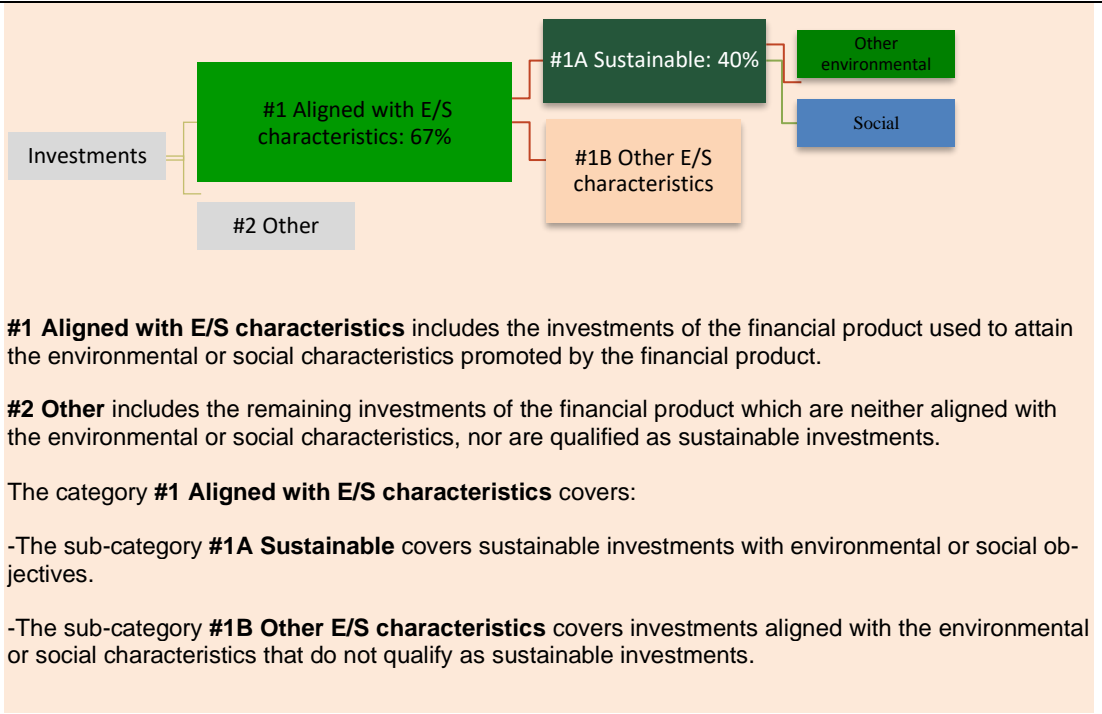 Investments
#1 Aligned with E/S
characteristics: 67%
#2 Other
#1A Sustainable: 40%
#1B Other E/S
characteristics
Other
environmental
Social
#1 Aligned with E/S characteristics includes the investments of the financial product used to attain
the environmental or social characteristics promoted by the financial product.
#2 Other includes the remaining investments of the financial product which are neither aligned with
the environmental or social characteristics, nor are qualified as sustainable investments.
The category #1 Aligned with E/S characteristics covers:
-The sub-category #1A Sustainable covers sustainable investments with environmental or social ob-
jectives.
-The sub-category #1B Other E/S characteristics covers investments aligned with the environmental
or social characteristics that do not qualify as sustainable investments.